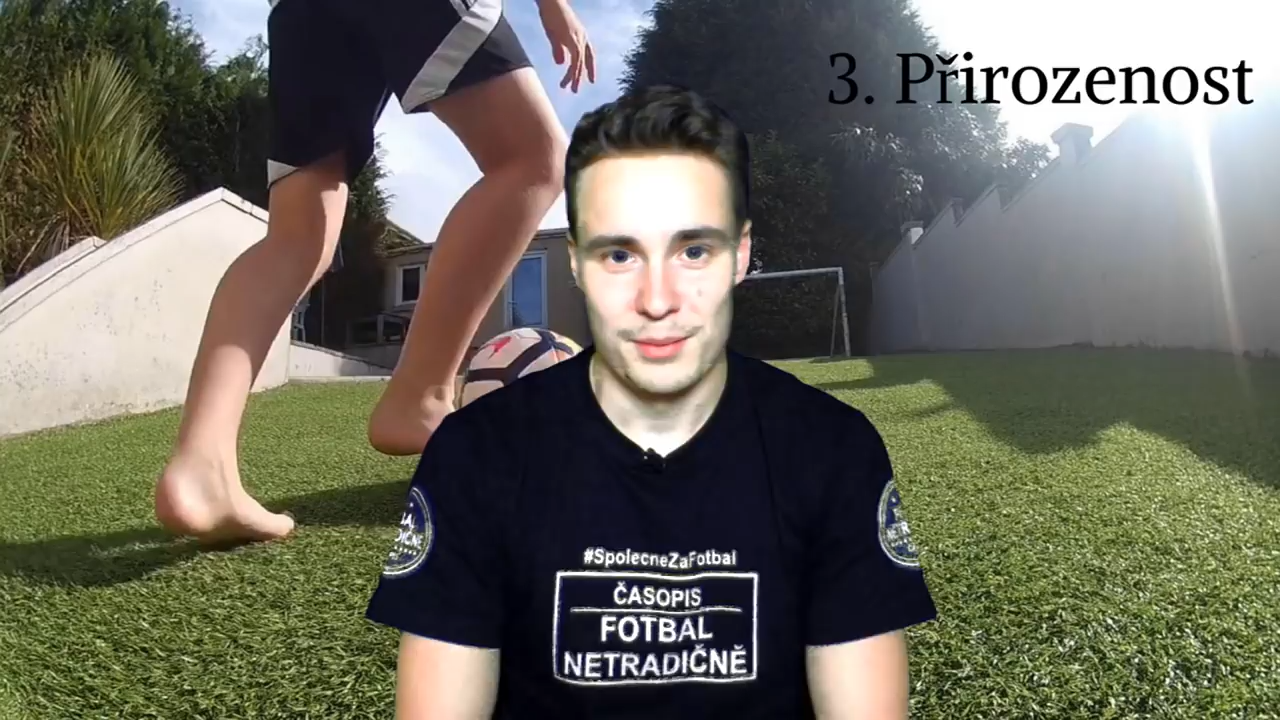 3. Přirozenost
#SpolecneZaFotbal
ČASOPIS
FOTBAL
NETRADIČNĚ